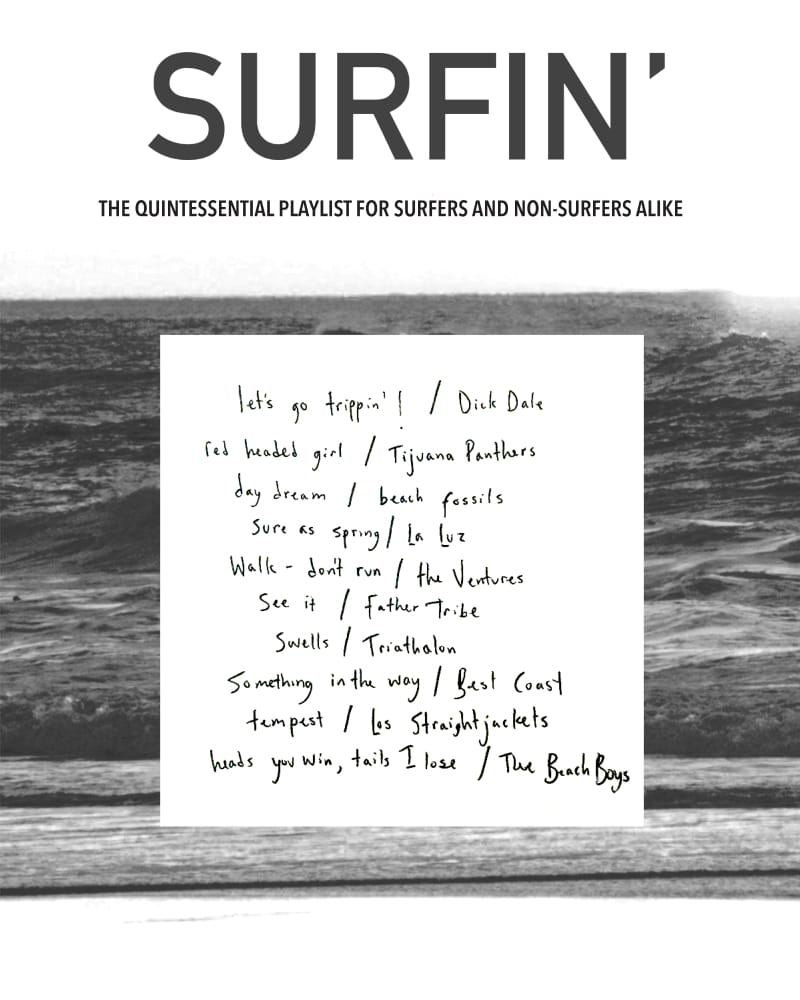 SURFIN'
THE QUINTESSENTIAL PLAYLIST FOR SURFERS AND NON-SURFERS ALIKE
let's go trippin'! / Dick Dale
red headed girl / Tijuana Panthers
day dream / beach fossils
Sure as spring / La Luz
Walk - don't run / the Ventures
See it / Father Tribe
Swells / Triathalon
Something in the way / Best Coast
tempest / Los Straightjackets
heads you win, tails I lose / The Beach Boys